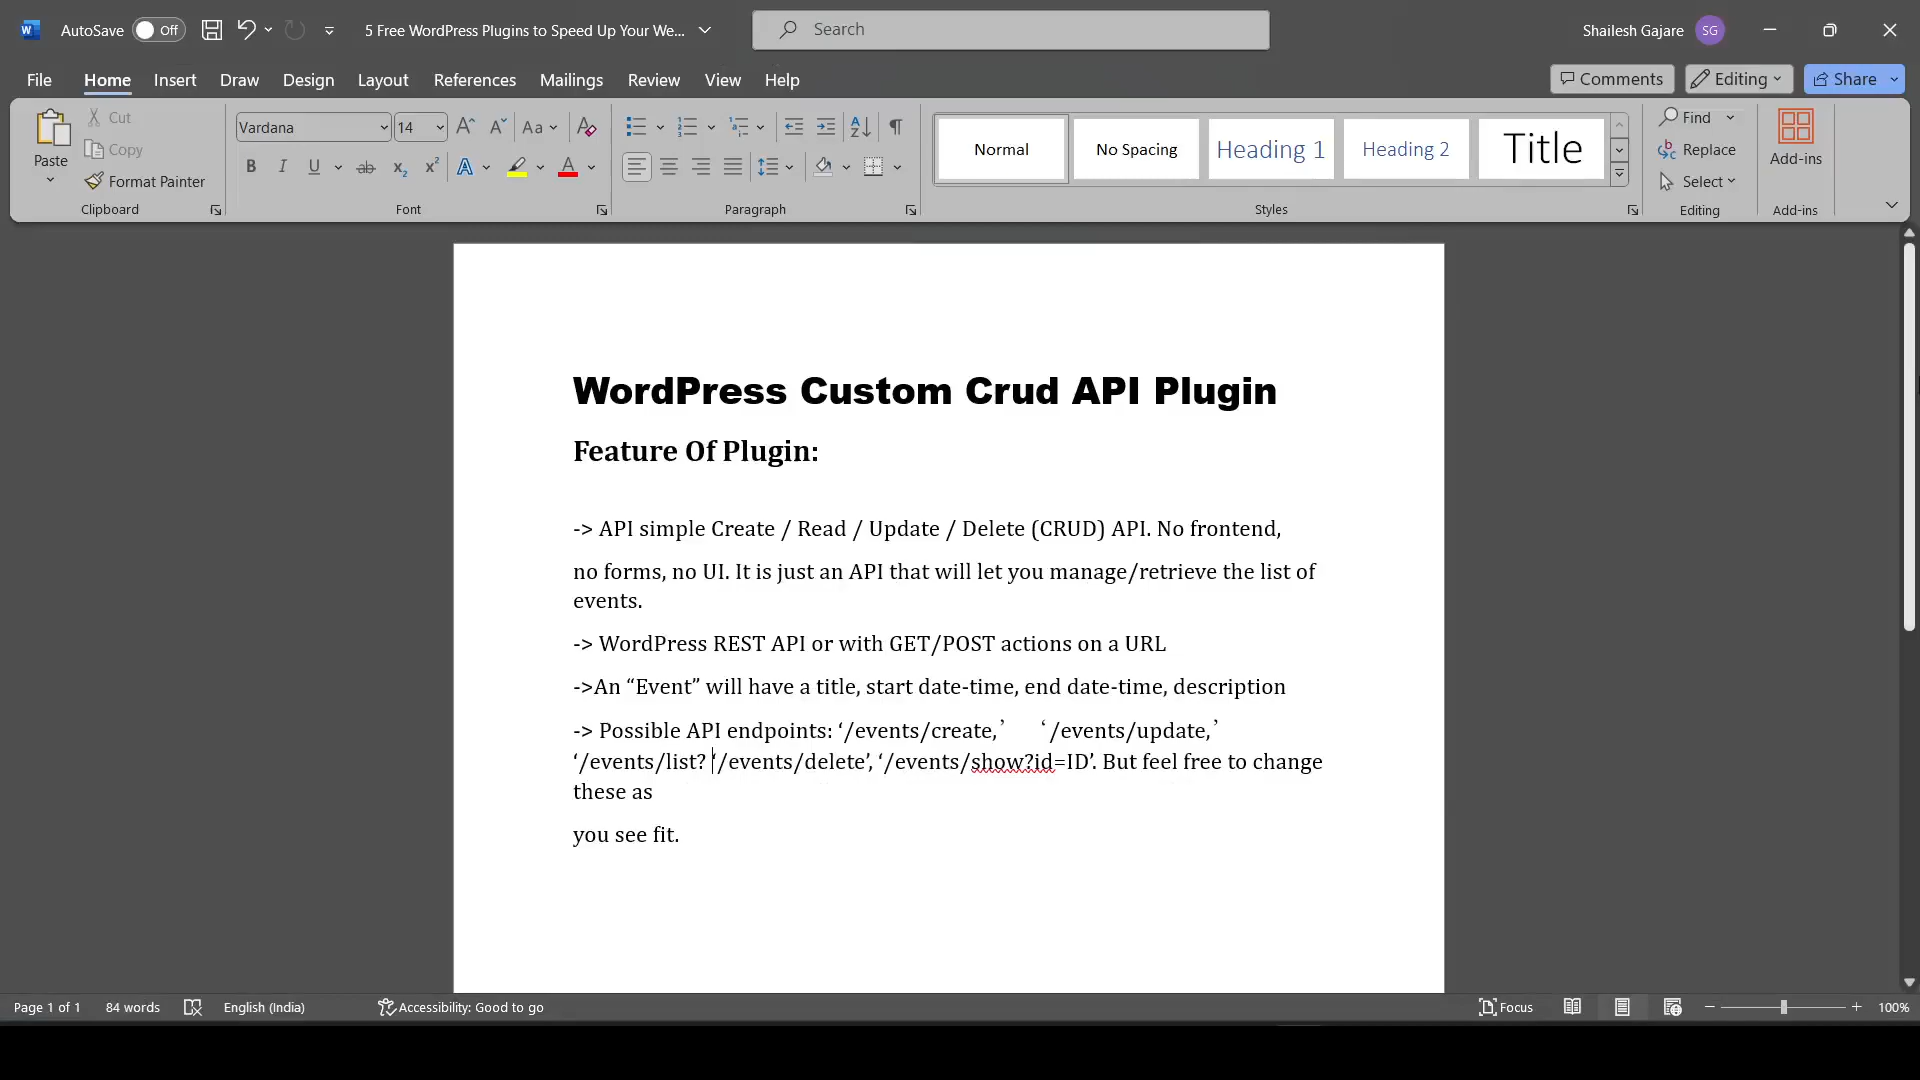 AutoSave Off 5 Free WordPress Plugins to Speed Up Your We... Search Shailesh Gajare SG
File Home Insert Draw Design Layout References Mailings Review View Help Comments Editing Share
Paste
Cut
Copy
Format Painter
Clipboard
Vardana 14
Font
Paragraph
Normal No Spacing Heading 1 Heading 2 Title
Styles
Find
Replace
Select
Editing
Add-ins
Add-ins
WordPress Custom Crud API Plugin
Feature Of Plugin:
-> API simple Create / Read / Update / Delete (CRUD) API. No frontend,
no forms, no UI. It is just an API that will let you manage/retrieve the list of
events.
-> WordPress REST API or with GET/POST actions on a URL
->An “Event” will have a title, start date-time, end date-time, description
-> Possible API endpoints: ‘/events/create,’ ‘/events/update,’
‘/events/list? ‘/events/delete’, ‘/events/show?id=ID’. But feel free to change
these as
you see fit.
Page 1 of 1 84 words English (India) Accessibility: Good to go Focus 100%